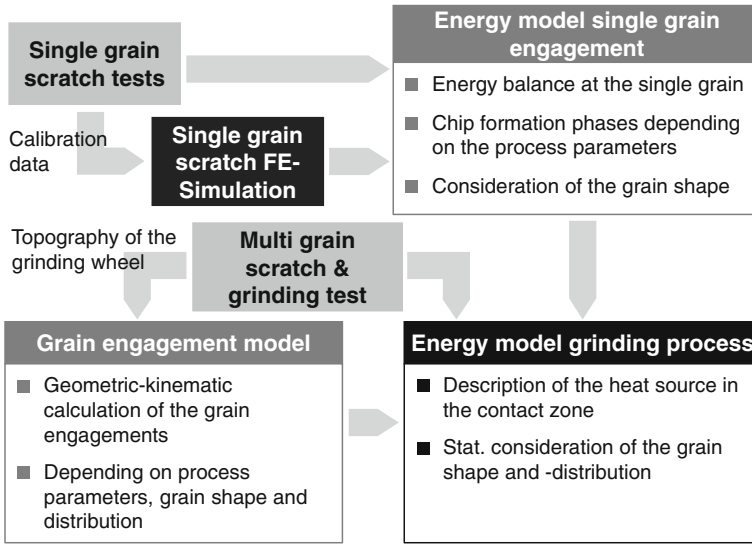 Single grain
scratch tests
Energy model single grain
engagement
Energy balance at the single grain
Chip formation phases depending
on the process parameters
Consideration of the grain shape
Calibration
data
Single grain
scratch FE-
Simulation
Topography of the
grinding wheel
Multi grain
scratch &
grinding test
Grain engagement model
Geometric-kinematic
calculation of the grain
engagements
Depending on process
parameters, grain shape and
distribution
Energy model grinding process
Description of the heat source in
the contact zone
Stat. consideration of the grain
shape and -distribution